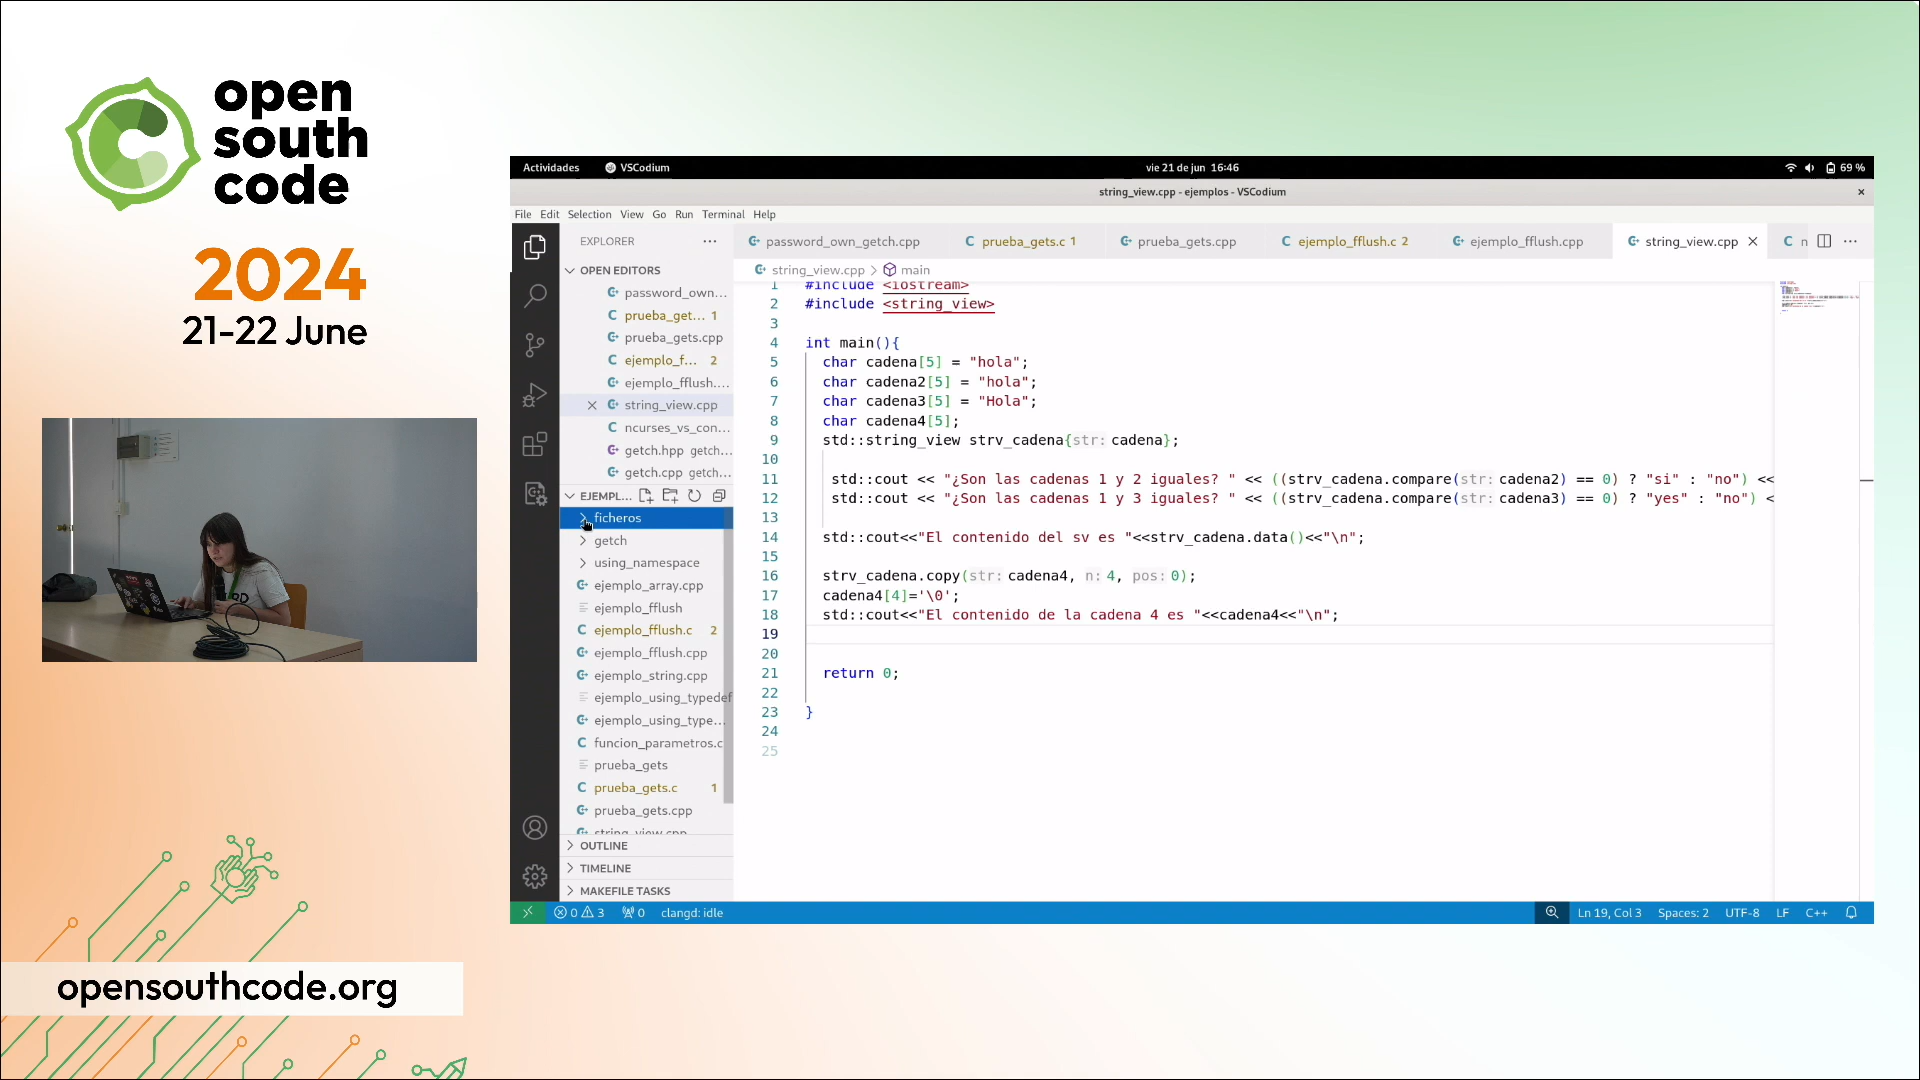 open
south
code
2024
21-22 June
opensouthcode.org
Actividades VSCodium vie 21 de jun 16:46 69 %
string_view.cpp - ejemplos - VSCodium
File Edit Selection View Go Run Terminal Help
EXPLORER
OPEN EDITORS
password_own...
prueba_get... 1
prueba_gets.cpp
ejemplo_f... 2
ejemplo_fflush....
string_view.cpp
ncurses_vs_con...
getch.hpp getch...
getch.cpp getch...
EJEMPL...
ficheros
getch
using_namespace
ejemplo_array.cpp
ejemplo_fflush
ejemplo_fflush.c 2
ejemplo_fflush.cpp
ejemplo_string.cpp
ejemplo_using_typedef
ejemplo_using_type...
funcion_parametros.c
prueba_gets
prueba_gets.c 1
prueba_gets.cpp
string_view.cpp
OUTLINE
TIMELINE
MAKEFILE TASKS
password_own_getch.cpp prueba_gets.c 1 prueba_gets.cpp ejemplo_fflush.c 2 ejemplo_fflush.cpp string_view.cpp n
string_view.cpp > main
1 #include <iostream>
2 #include <string_view>
3
4 int main(){
5 char cadena[5] = "hola";
6 char cadena2[5] = "hola";
7 char cadena3[5] = "Hola";
8 char cadena4[5];
9 std::string_view strv_cadena{str: cadena};
10
11 std::cout << "¿Son las cadenas 1 y 2 iguales? " << ((strv_cadena.compare(str: cadena2) == 0) ? "si" : "no") <<
12 std::cout << "¿Son las cadenas 1 y 3 iguales? " << ((strv_cadena.compare(str: cadena3) == 0) ? "yes" : "no") <
13
14 std::cout<<"El contenido del sv es "<<strv_cadena.data()<<"\n";
15
16 strv_cadena.copy(str: cadena4, n: 4, pos: 0);
17 cadena4[4]='\0';
18 std::cout<<"El contenido de la cadena 4 es "<<cadena4<<"\n";
19
20
21 return 0;
22
23 }
24
25
0 3 0 clangd: idle Ln 19, Col 3 Spaces: 2 UTF-8 LF C++